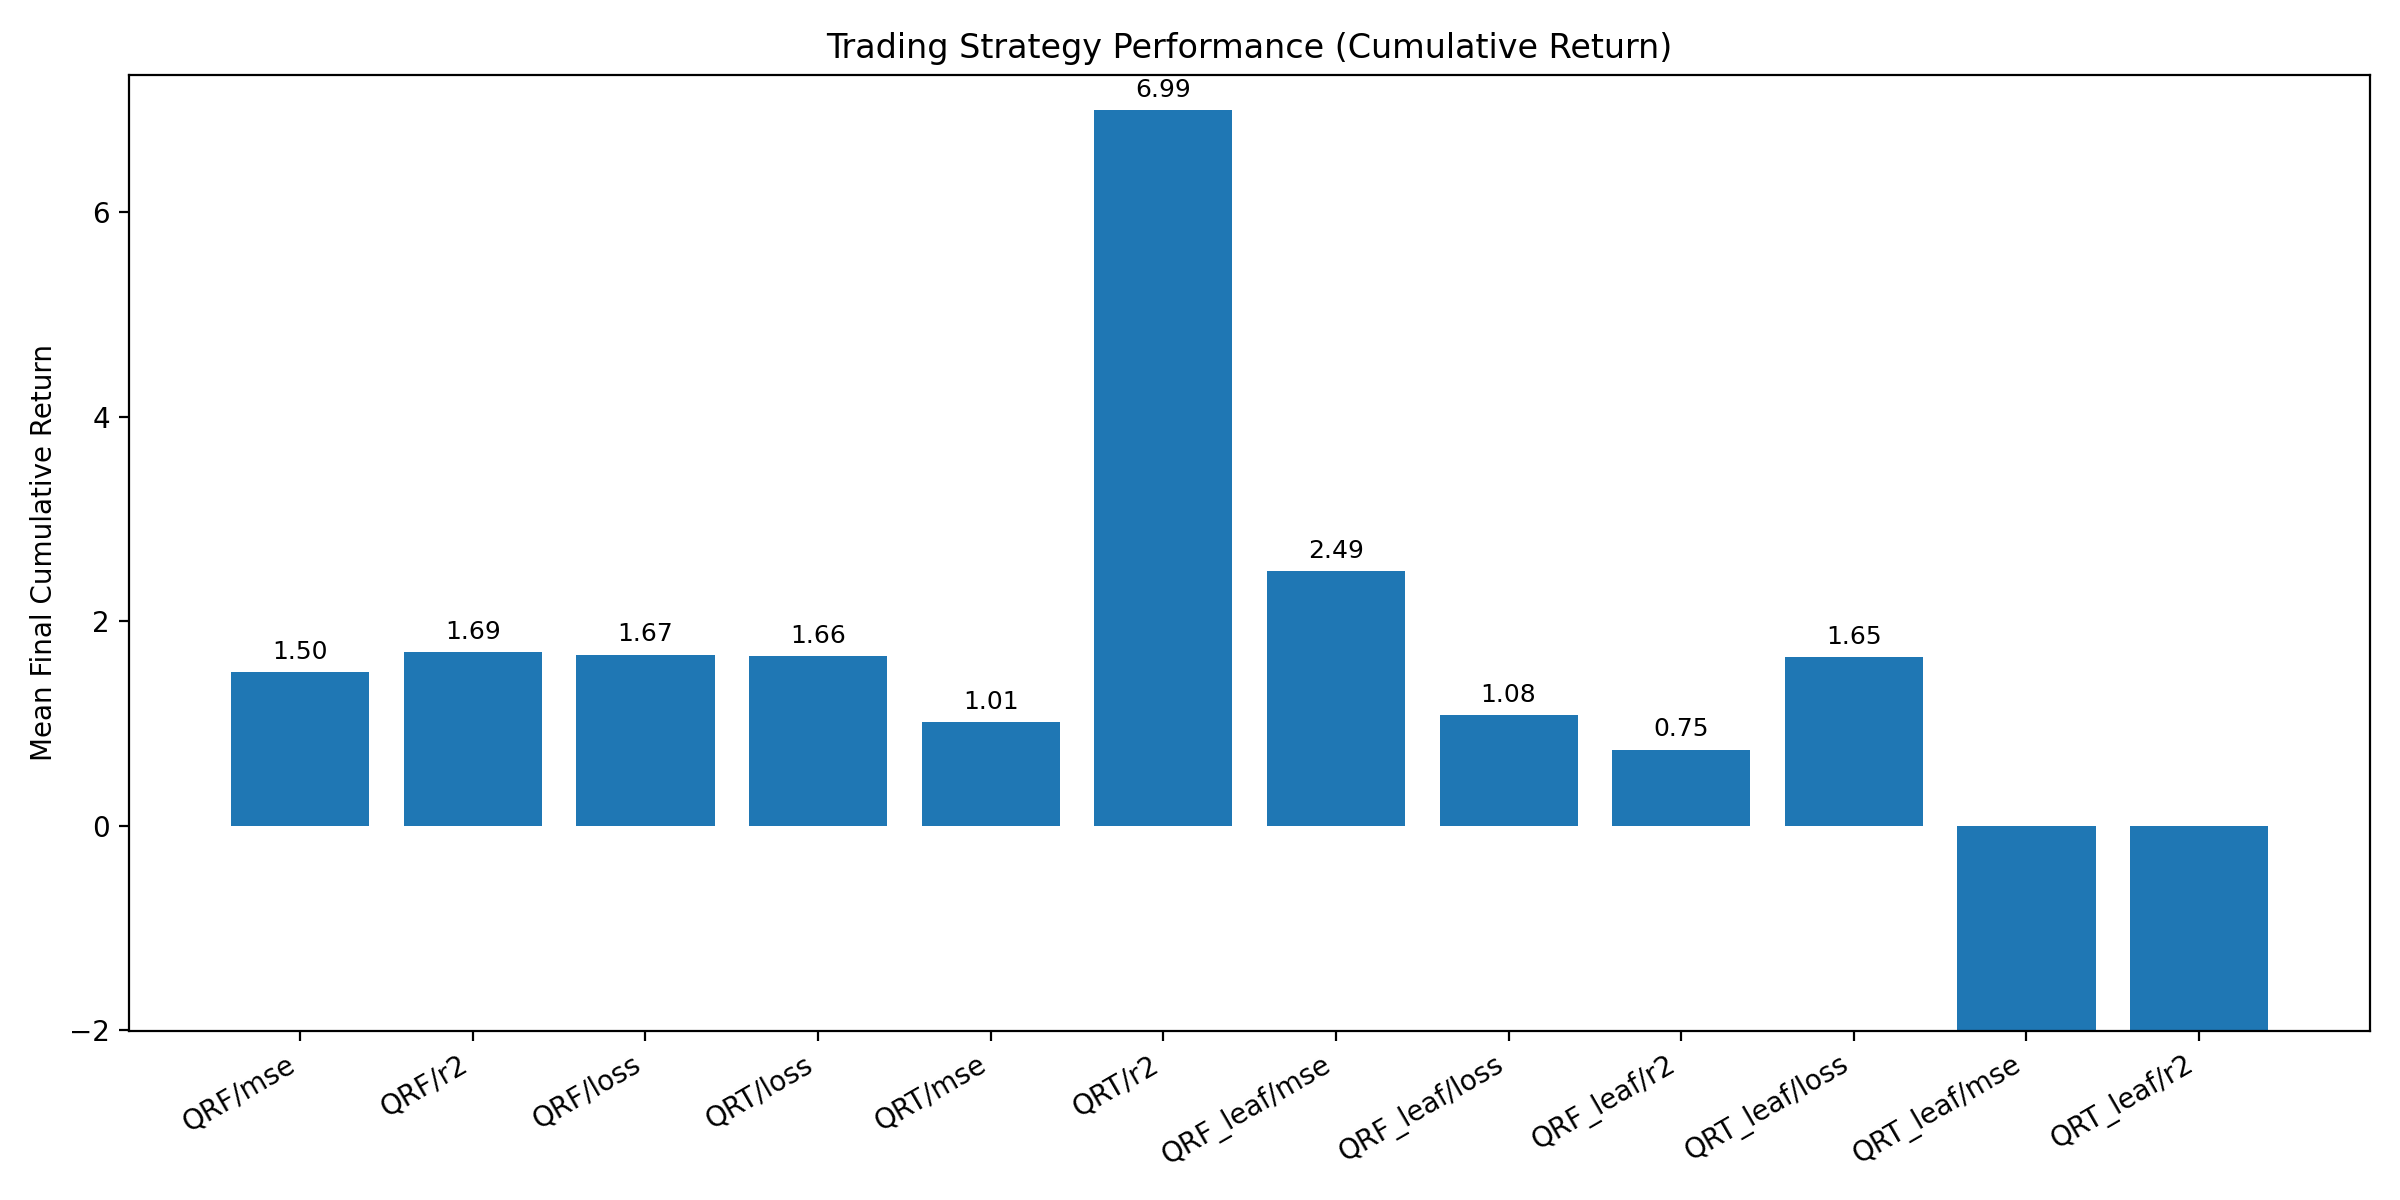 Trading Strategy Performance (Cumulative Return)
Mean Final Cumulative Return
6
4
2
0
−2
1.50
1.69
1.67
1.66
1.01
6.99
2.49
1.08
0.75
1.65
QRF/mse
QRF/r2
QRF/loss
QRT/loss
QRT/mse
QRT/r2
QRF_leaf/mse
QRF_leaf/loss
QRF_leaf/r2
QRT_leaf/loss
QRT_leaf/mse
QRT_leaf/r2